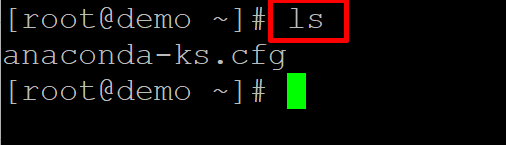 [root@demo ~]# ls
anaconda-ks.cfg
[root@demo ~]#